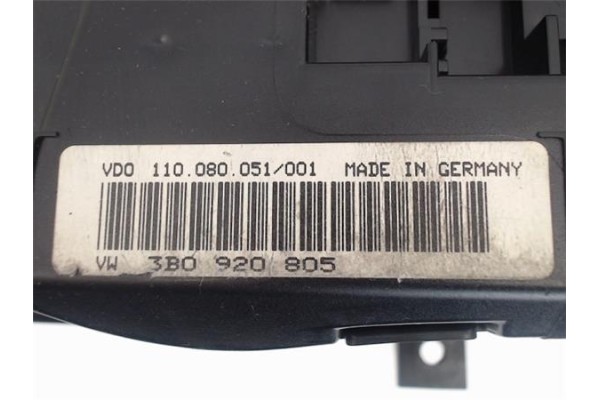 VDO 110.080.051/001 MADE IN GERMANY
VW 3B0 920 805